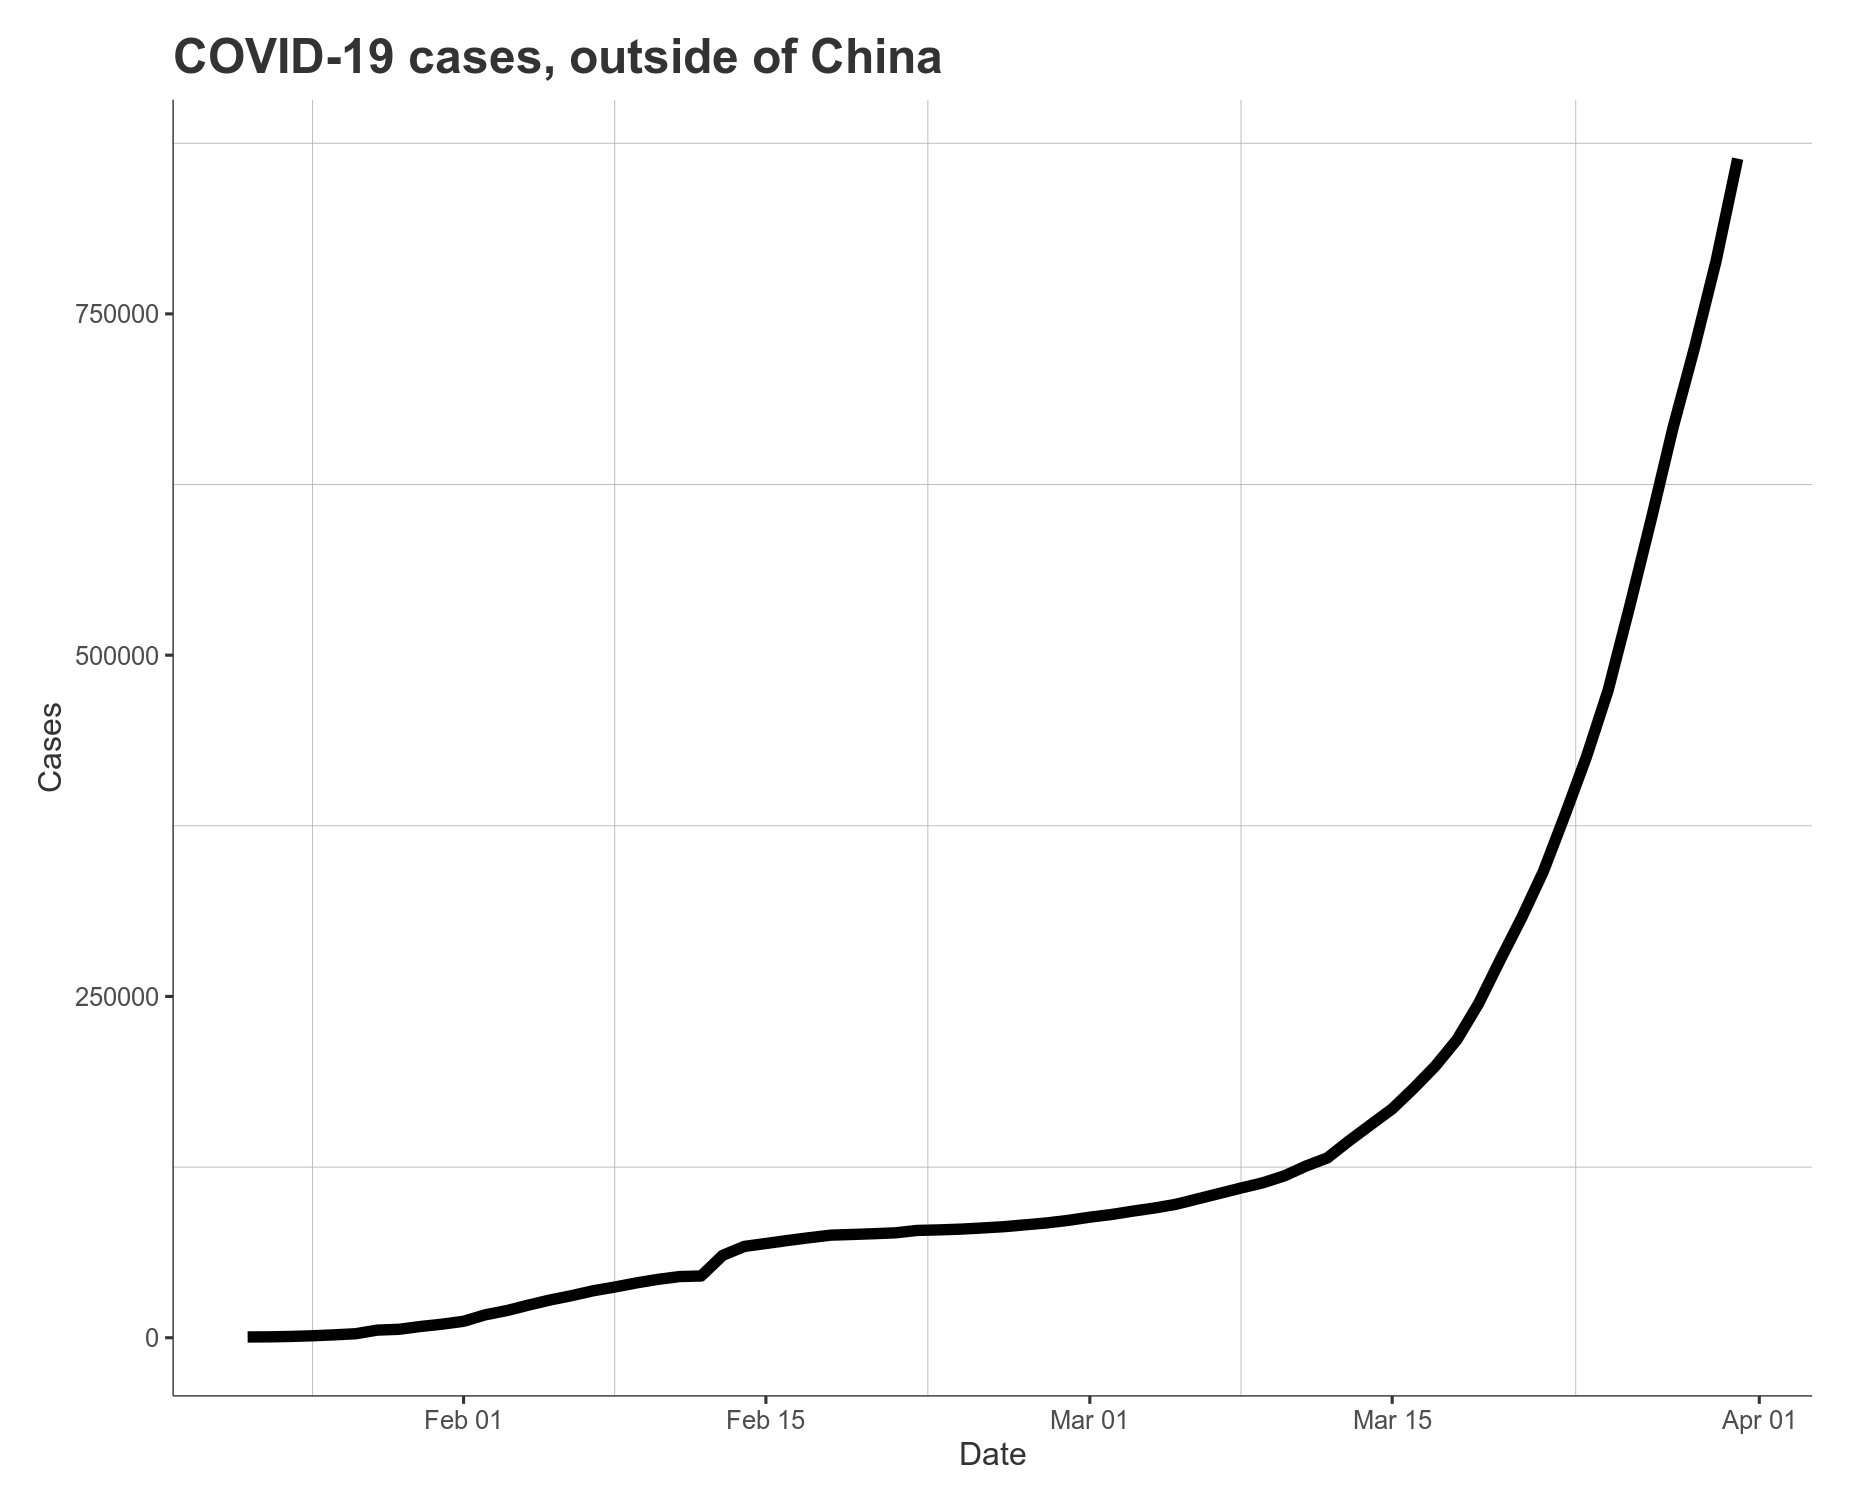 COVID-19 cases, outside of China
750000
500000
250000
0
Cases
Feb 01
Feb 15
Mar 01
Mar 15
Apr 01
Date